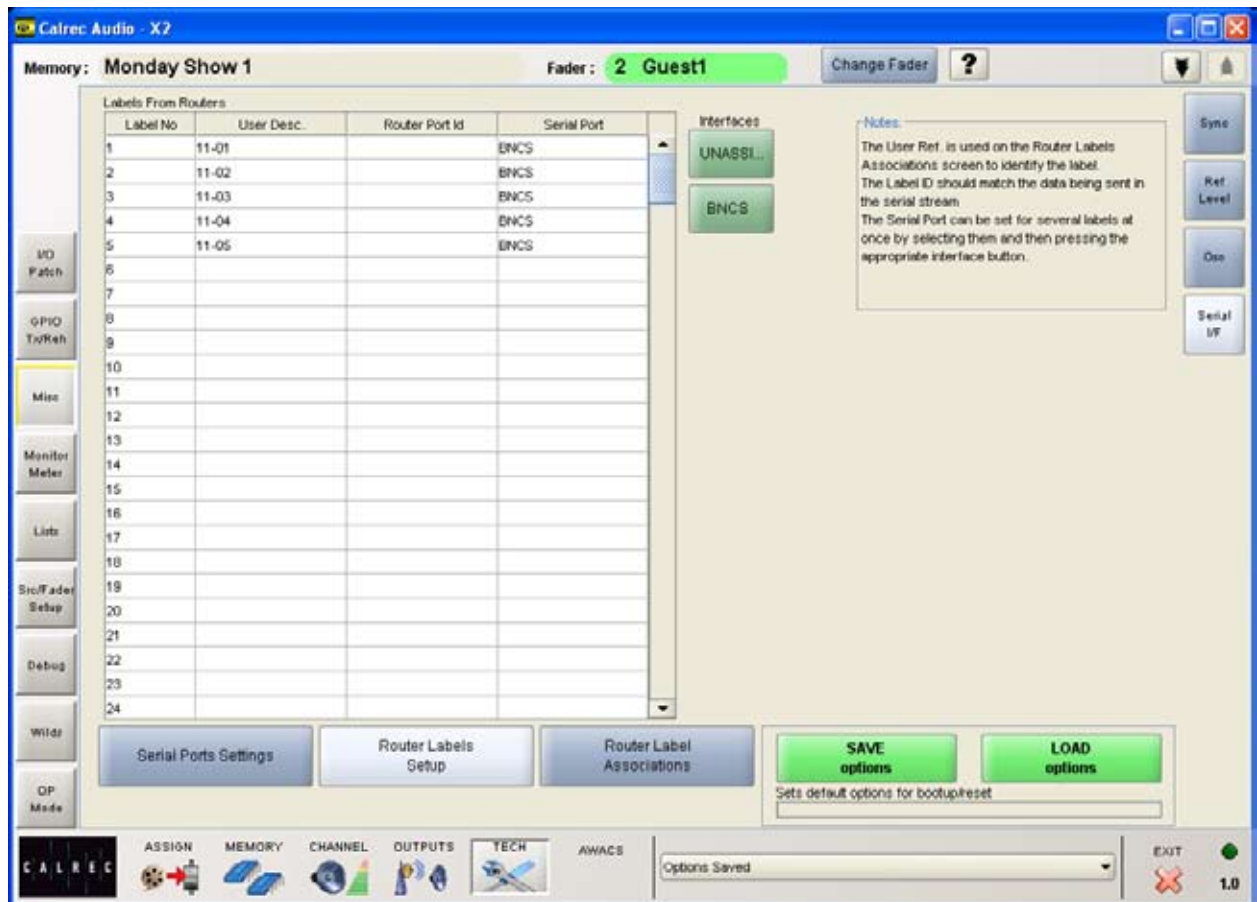 Calrec Audio - X2
Memory: Monday Show 1 Fader: 2 Guest1 Change Fader ?
Labels From Routers
Label No User Desc. Router Port Id Serial Port
1 11-01 BNCS
2 11-02 BNCS
3 11-03 BNCS
4 11-04 BNCS
5 11-05 BNCS
6
7
8
9
10
11
12
13
14
15
16
17
18
19
20
21
22
23
24
Interfaces
UNASSI...
BNCS
Notes.
The User Ref. is used on the Router Labels
Associations screen to identify the label.
The Label ID should match the data being sent in
the serial stream
The Serial Port can be set for several labels at
once by selecting them and then pressing the
appropriate interface button.
Sync
Ref
Level
Osc
Serial
I/F
I/O
Patch
GPIO
Tx/Reh
Misc
Monitor
Meter
Lists
Src/Fader
Setup
Debug
Wilds
OP
Mode
Serial Ports Settings
Router Labels
Setup
Router Label
Associations
SAVE
options
LOAD
options
Sets default options for bootup/reset
CALREC
ASSIGN MEMORY CHANNEL OUTPUTS TECH AWACS
Options Saved
EXIT
1.0